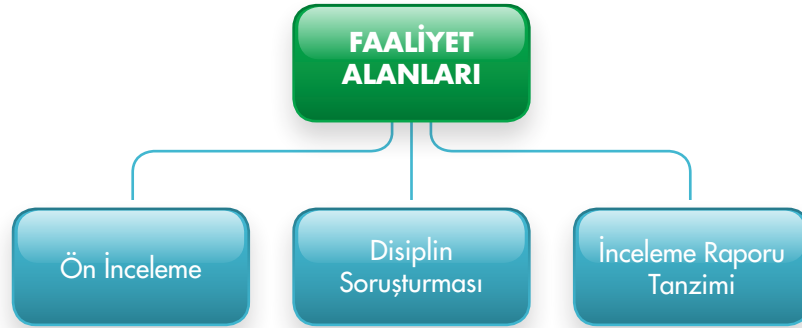 FAALİYET
ALANLARI
Ön İnceleme
Disiplin
Soruşturması
İnceleme Raporu
Tanzimi